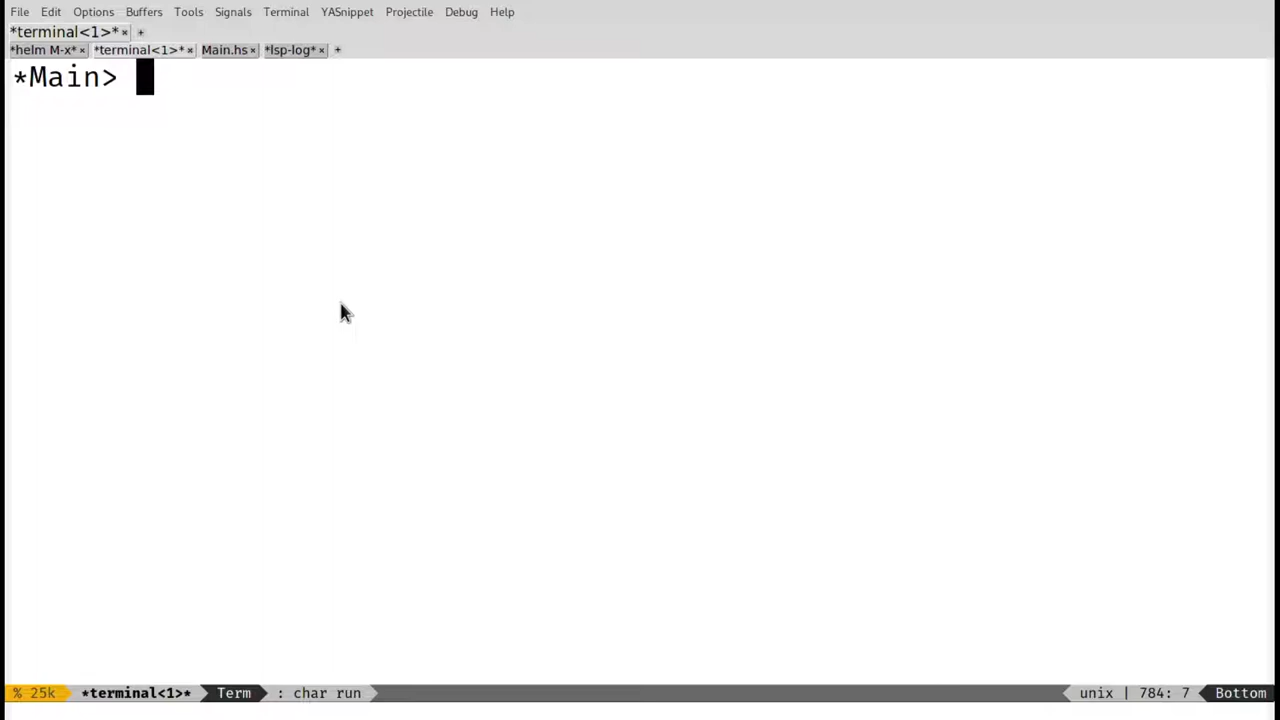 File Edit Options Buffers Tools Signals Terminal YASnippet Projectile Debug Help
*terminal<1>* × +
*helm M-x* × *terminal<1>* × Main.hs × *lsp-log* × +
*Main>
% 25k *terminal<1>* Term : char run unix | 784: 7 Bottom